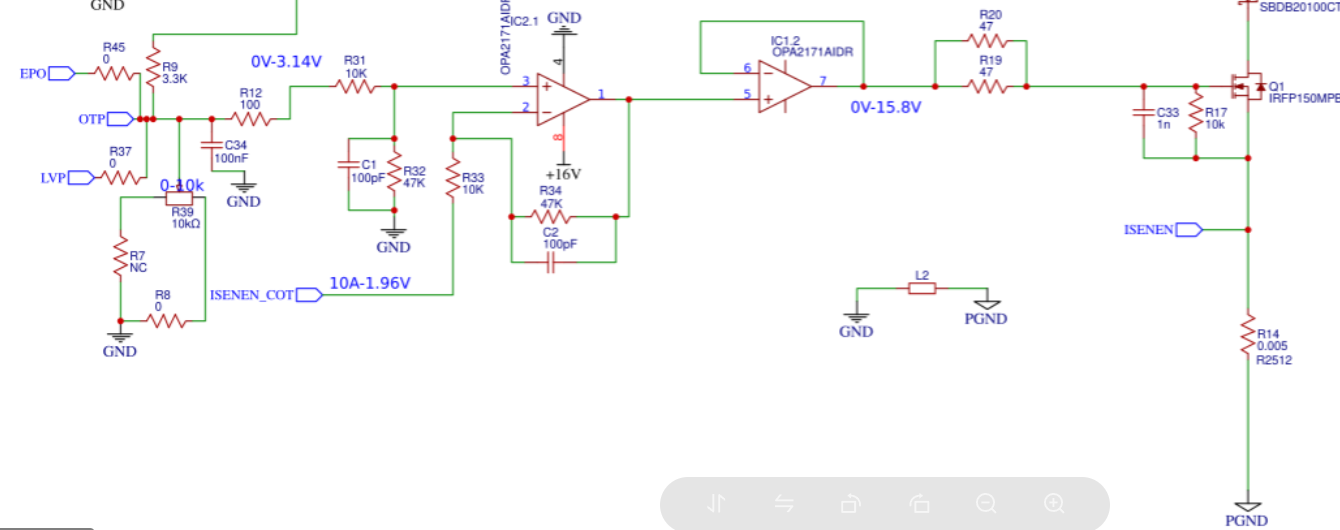 GND
SBDB20100CT
OPA2171AIDR
IC2.1
GND
R20
47
R45
0
EPO
R9
3.3K
0V-3.14V
R31
10K
4
3
2
1
8
+16V
IC1.2
OPA2171AIDR
6
5
7
0V-15.8V
R19
47
Q1
IRFP150MPB
C33
1n
R17
10k
OTP
R12
100
C34
100nF
GND
R37
0
LVP
0-10k
R39
10kΩ
C1
100pF
R32
47K
GND
R33
10K
R34
47K
C2
100pF
ISENEN
R7
NC
R8
0
GND
ISENEN_COT
10A-1.96V
L2
GND
PGND
R14
0.005
R2512
PGND